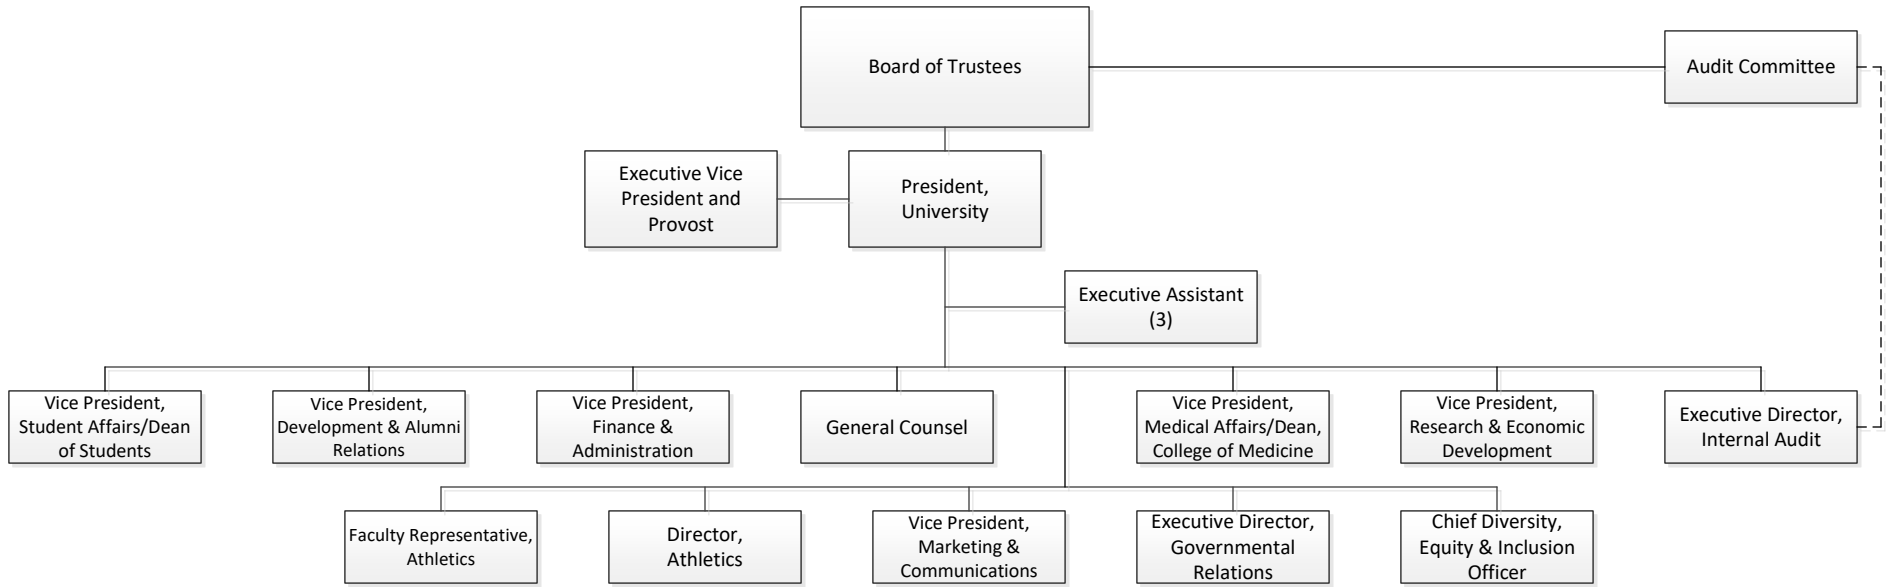 Board of Trustees
Audit Committee
Executive Vice
President and
Provost
President,
University
Executive Assistant
(3)
Vice President,
Student Affairs/Dean
of Students
Vice President,
Development & Alumni
Relations
Vice President,
Finance &
Administration
General Counsel
Vice President,
Medical Affairs/Dean,
College of Medicine
Vice President,
Research & Economic
Development
Executive Director,
Internal Audit
Faculty Representative,
Athletics
Director,
Athletics
Vice President,
Marketing &
Communications
Executive Director,
Governmental
Relations
Chief Diversity,
Equity & Inclusion
Officer